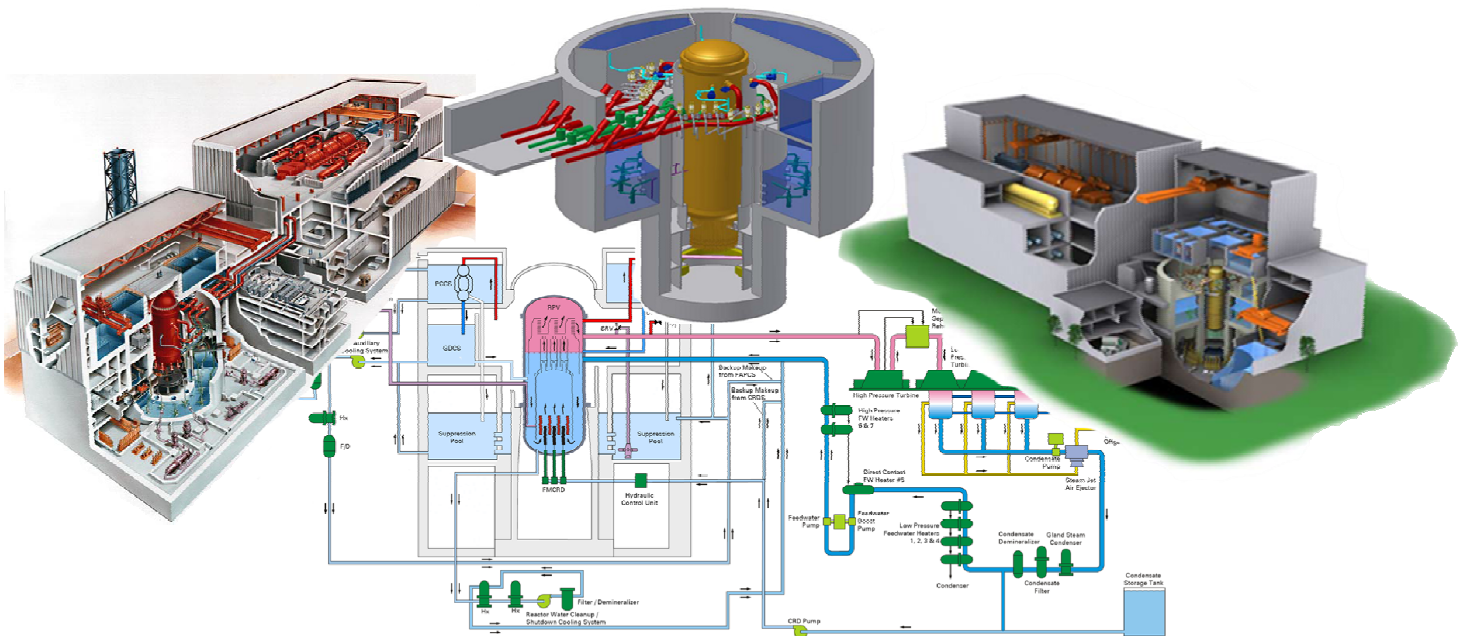 PCCS
RPV
SRV
auxiliary
Cooling System
GDCS
Backup Makeup
from FAPCS
Backup Makeup
from CRDS
High Pressure Turbine
High Pressure
FW Heaters
6 & 7
Hx
F/D
Suppression
Pool
Suppression
Pool
Condensate
Pump
Steam Jet
Air Ejector
Direct Contact
FW Heater #5
FMCRD
Hydraulic
Control Unit
Feedwater
Pump
Feedwater
Boost
Pump
Low Pressure
Feedwater Heaters
1, 2, 3 & 4
Condensate
Demineralizer
Gland Steam
Condenser
Condenser
Condensate
Filter
Condensate
Storage Tank
Hx
Hx
Filter / Demineralizer
Reactor Water Cleanup /
Shutdown Cooling System
CRD Pump